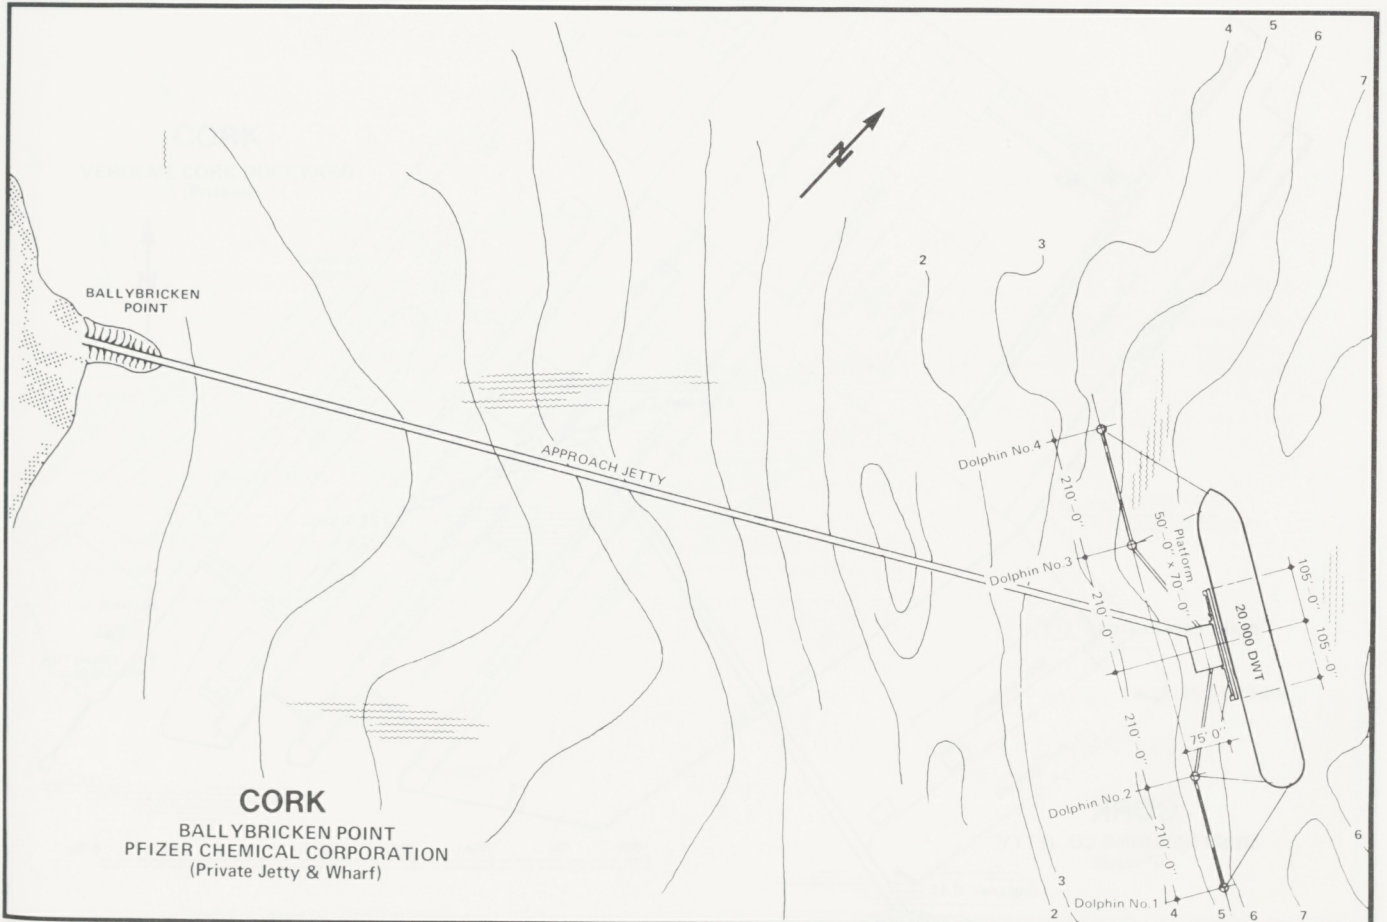 4
5
6
7
N
2
3
BALLYBRICKEN
POINT
APPROACH JETTY
Dolphin No.4
210'-0"
Dolphin No.3
Platform
50'-0" x 70'-0"
210'-0"
20,000 DWT
105'-0"
105'-0"
210'-0"
75' 0"
Dolphin No.2
210'-0"
Dolphin No.1
6
3
2
4
5
6
7
CORK
BALLYBRICKEN POINT
PFIZER CHEMICAL CORPORATION
(Private Jetty & Wharf)